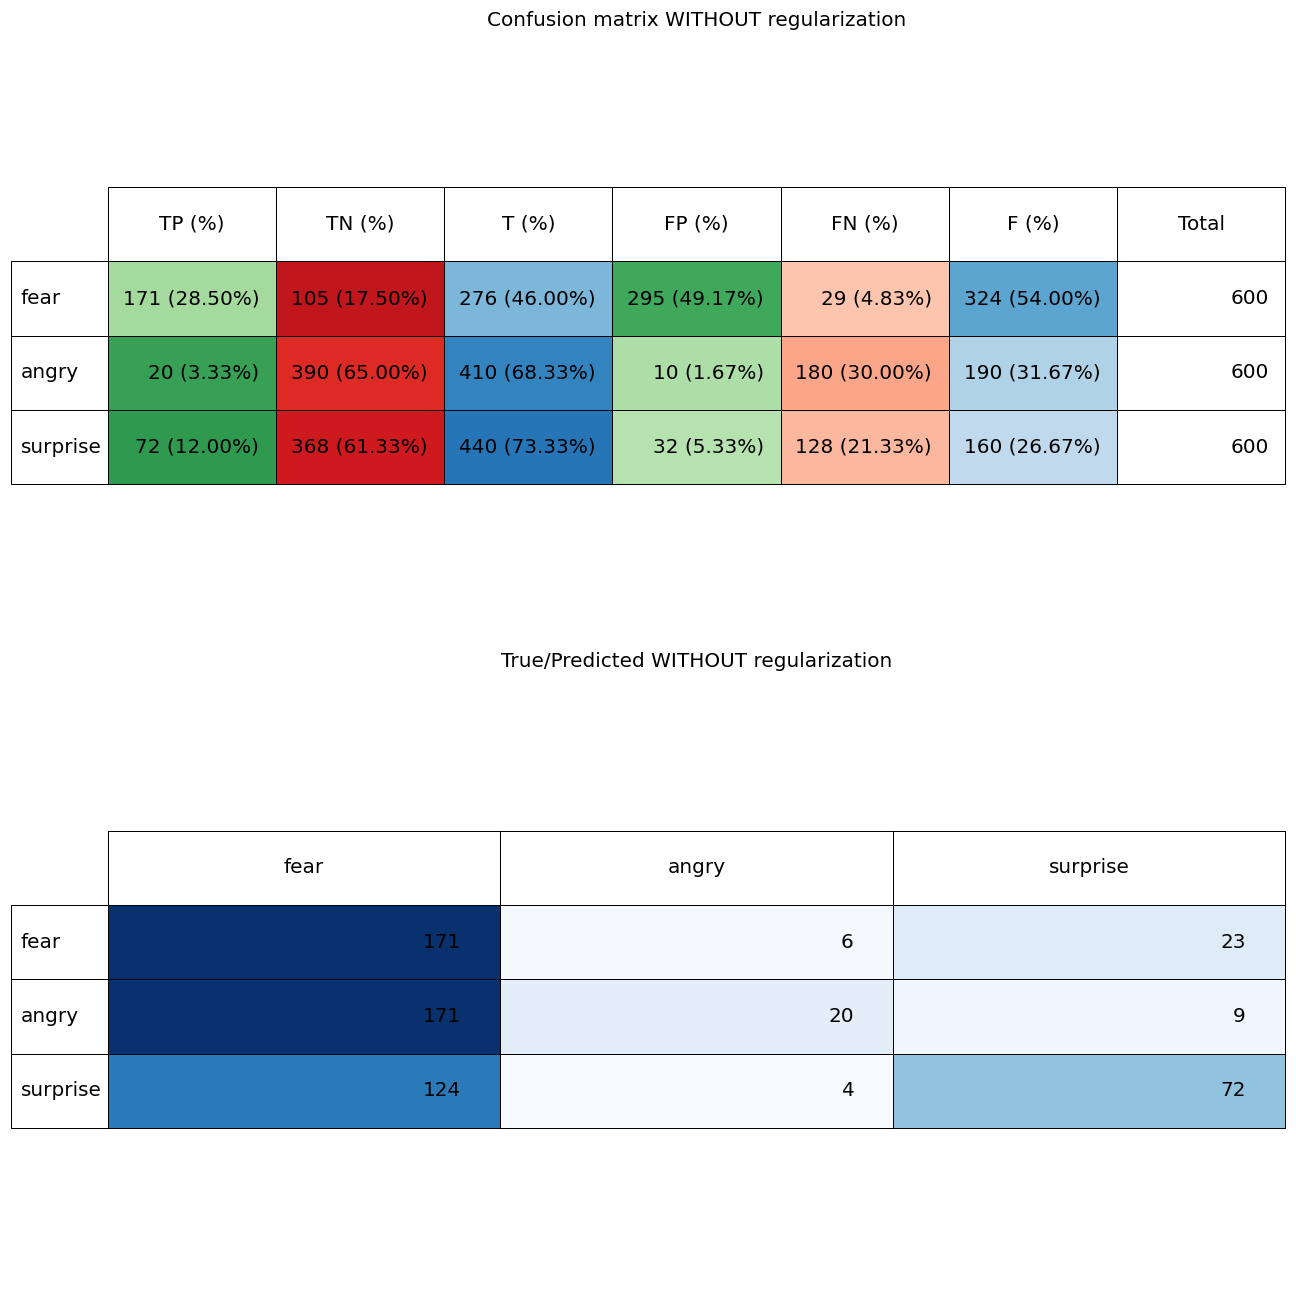 Confusion matrix WITHOUT regularization
TP (%) TN (%) T (%) FP (%) FN (%) F (%) Total
fear 171 (28.50%) 105 (17.50%) 276 (46.00%) 295 (49.17%) 29 (4.83%) 324 (54.00%) 600
angry 20 (3.33%) 390 (65.00%) 410 (68.33%) 10 (1.67%) 180 (30.00%) 190 (31.67%) 600
surprise 72 (12.00%) 368 (61.33%) 440 (73.33%) 32 (5.33%) 128 (21.33%) 160 (26.67%) 600
True/Predicted WITHOUT regularization
fear angry surprise
fear 171 6 23
angry 171 20 9
surprise 124 4 72